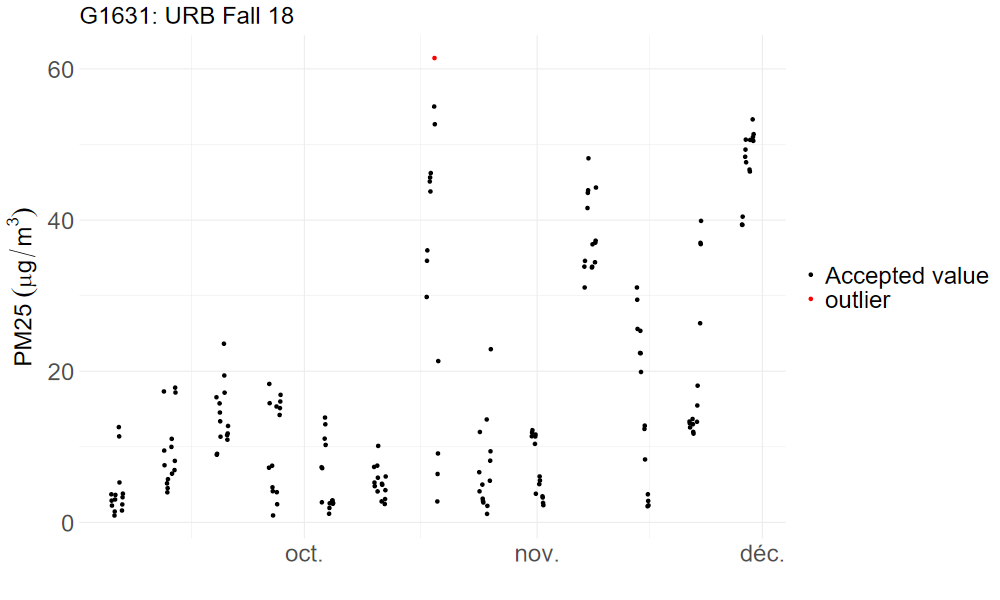 G1631: URB Fall 18
PM25 (μg/m³)
60
40
20
0
oct.
nov.
déc.
Accepted value
outlier